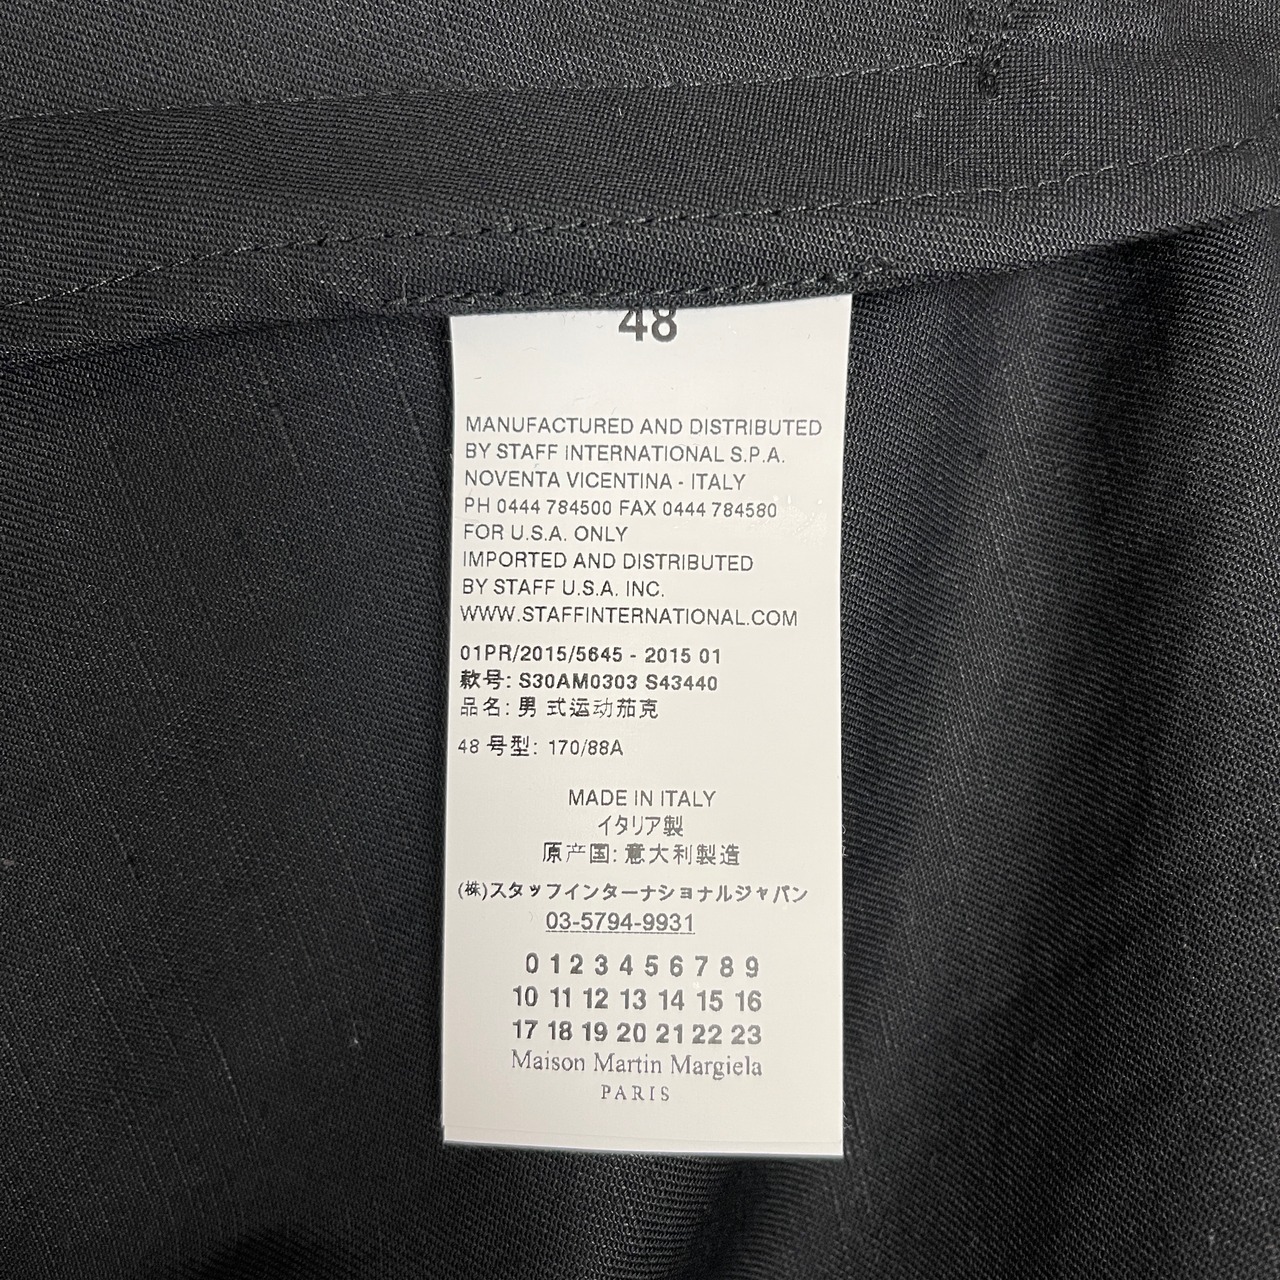 48
MANUFACTURED AND DISTRIBUTED
BY STAFF INTERNATIONAL S.P.A.
NOVENTA VICENTINA - ITALY
PH 0444 784500 FAX 0444 784580
FOR U.S.A. ONLY
IMPORTED AND DISTRIBUTED
BY STAFF U.S.A. INC.
WWW.STAFFINTERNATIONAL.COM
01PR/2015/5645 - 2015 01
款号: S30AM0303 S43440
品名: 男 式运动茄克
48 号型: 170/88A
MADE IN ITALY
イタリア製
原产国: 意大利製造
(株)スタッフインターナショナルジャパン
03-5794-9931
0 1 2 3 4 5 6 7 8 9
10 11 12 13 14 15 16
17 18 19 20 21 22 23
Maison Martin Margiela
PARIS